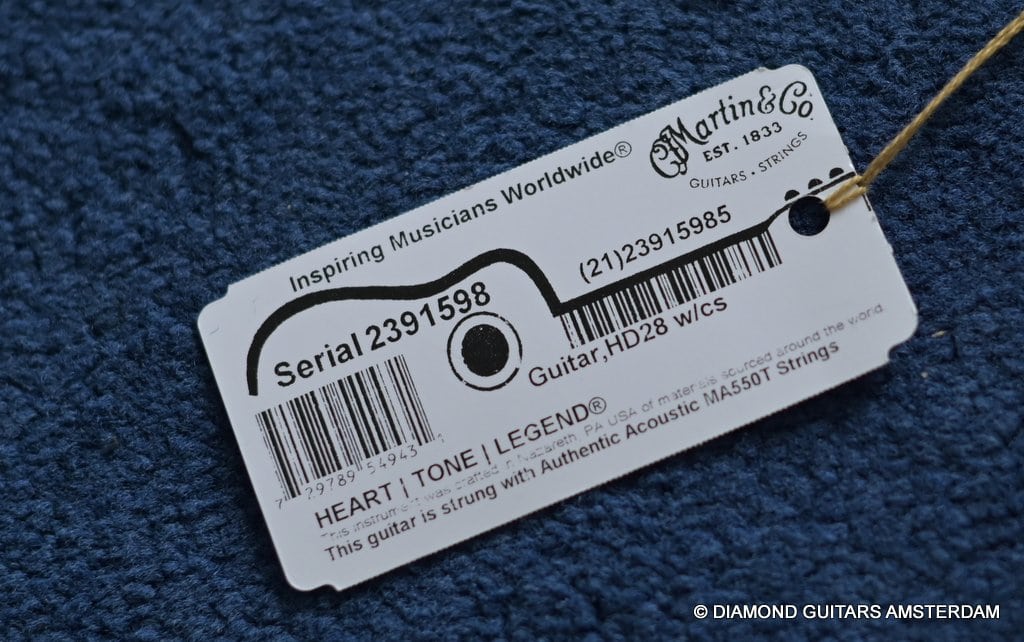 CFMartin & Co.
EST. 1833
GUITARS • STRINGS
Inspiring Musicians Worldwide®
(21)23915985
Serial 2391598
Guitar,HD28 w/cs
7 29789 54943
HEART | TONE | LEGEND®
This instrument was crafted in Nazareth, PA USA of materials sourced around the world.
This guitar is strung with Authentic Acoustic MA550T Strings
© DIAMOND GUITARS AMSTERDAM